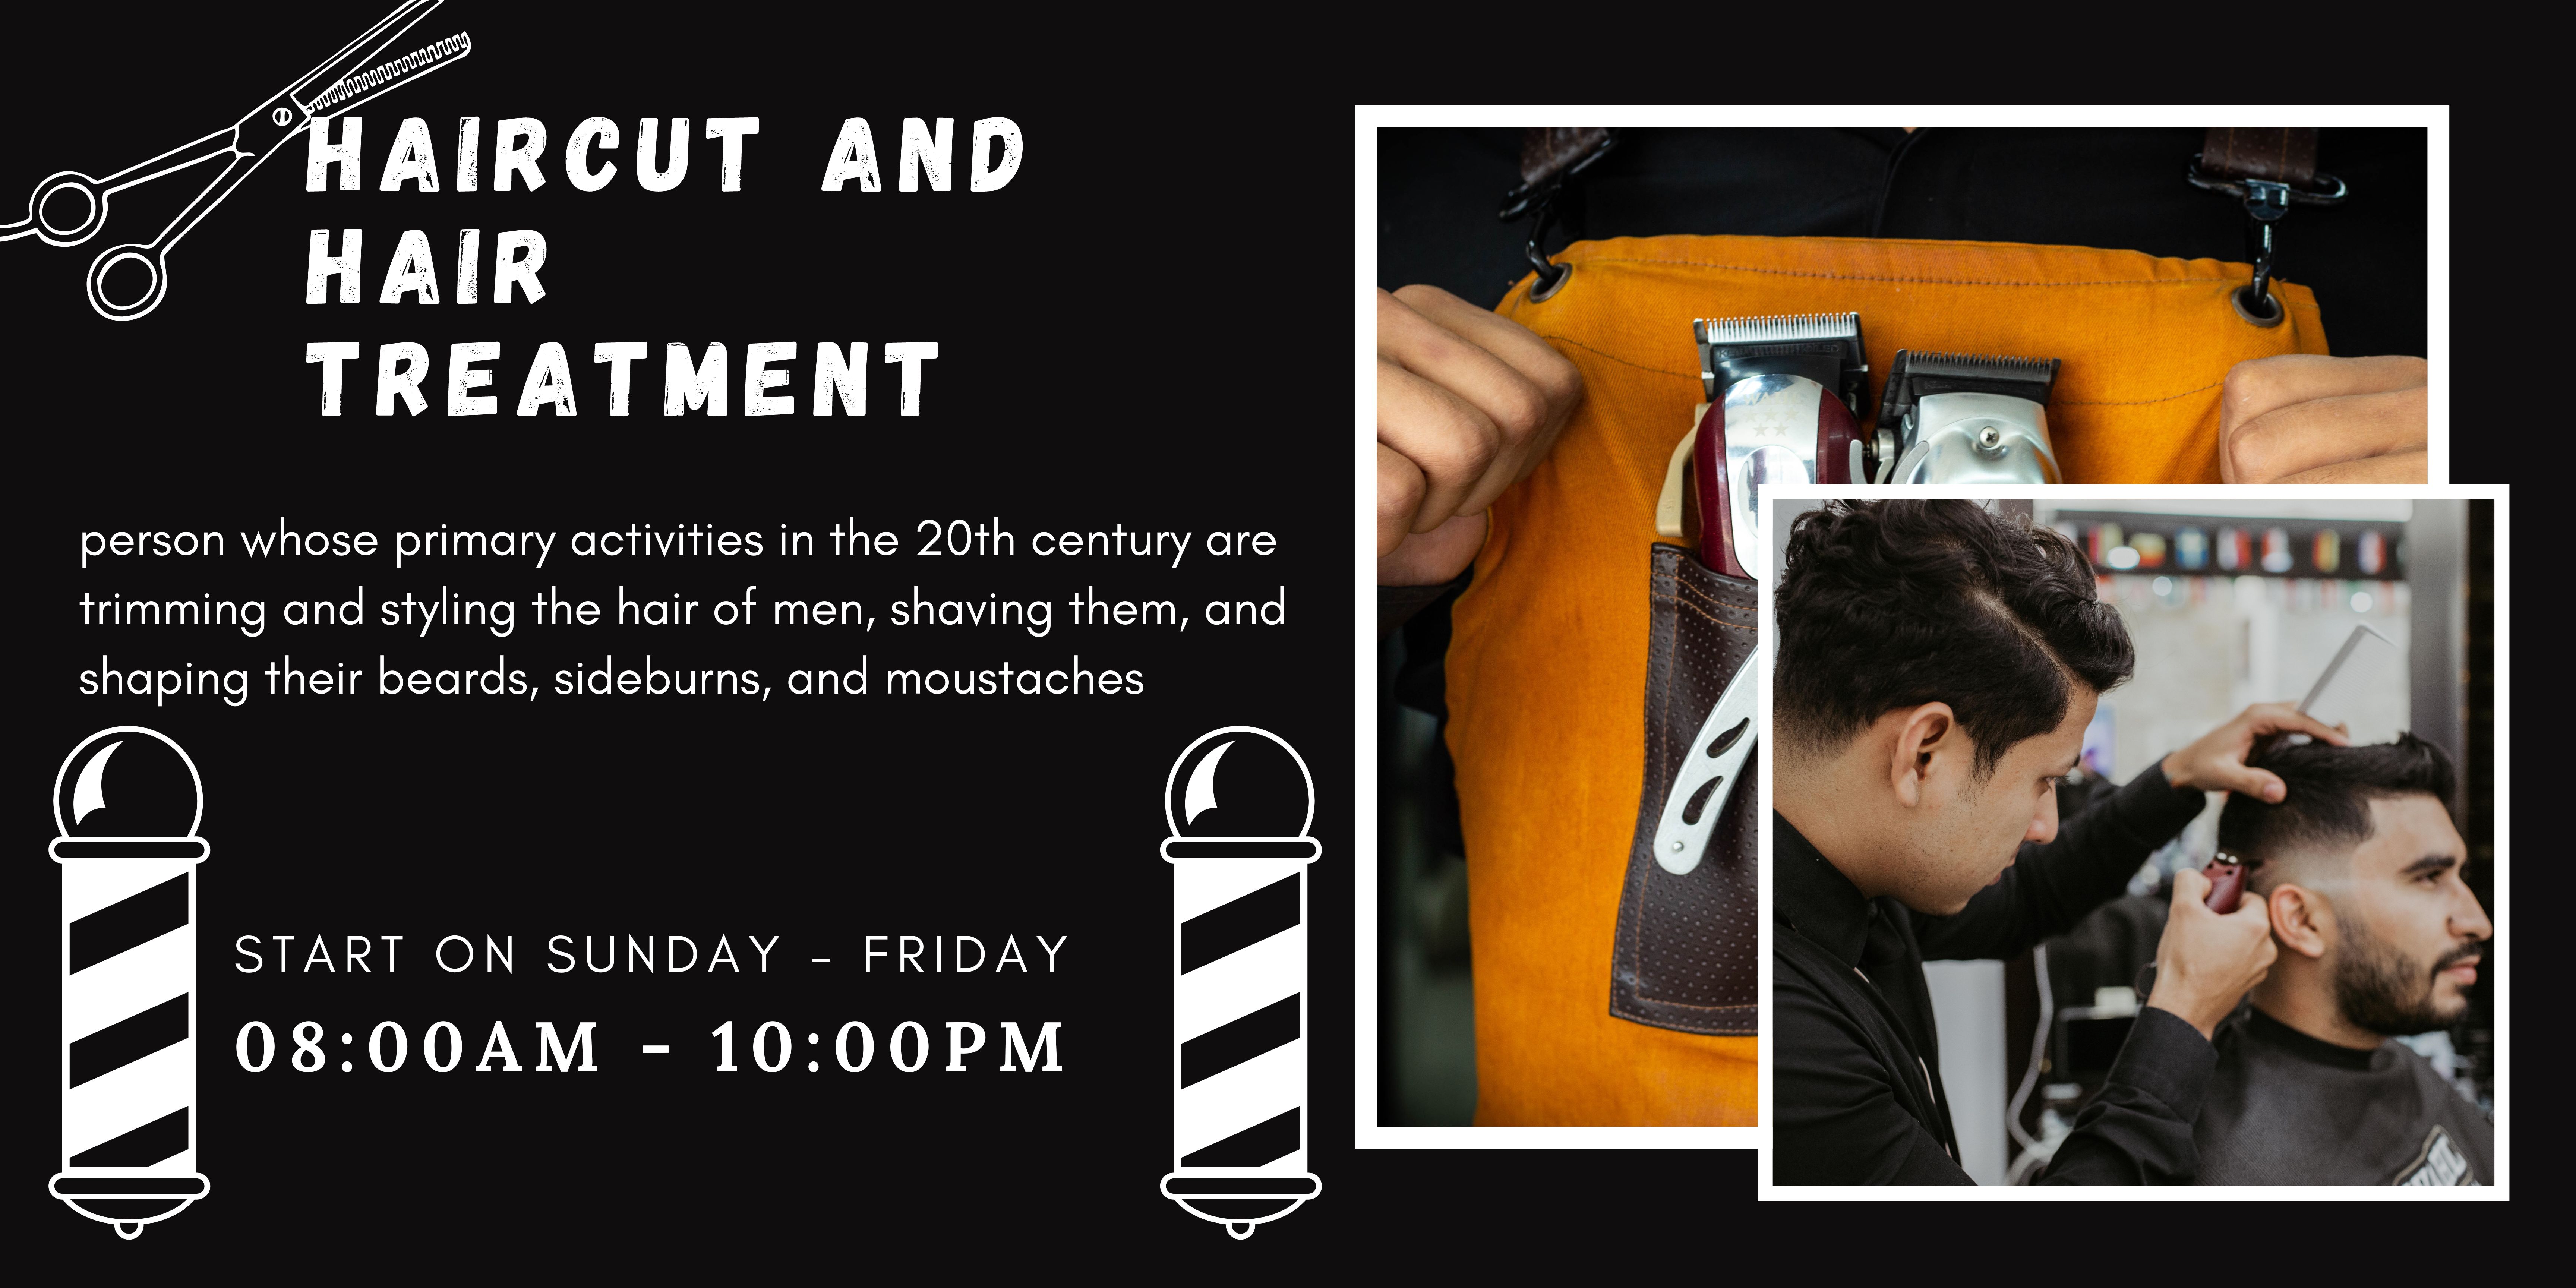 HAIRCUT AND
HAIR
TREATMENT
person whose primary activities in the 20th century are
trimming and styling the hair of men, shaving them, and
shaping their beards, sideburns, and moustaches
START ON SUNDAY - FRIDAY
08:00AM - 10:00PM